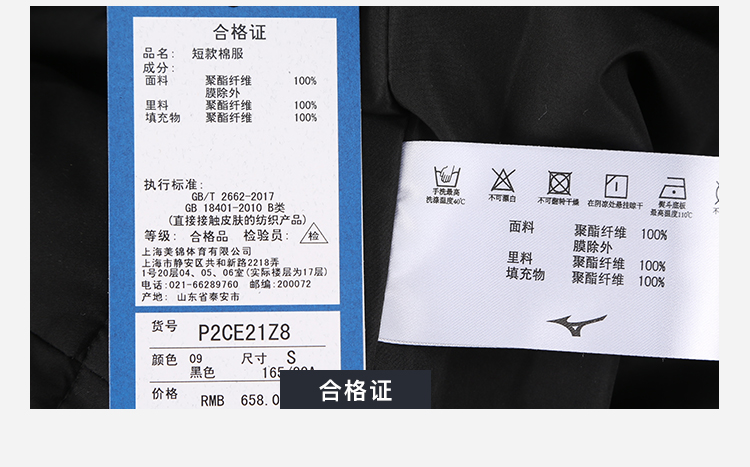 合格证
品名： 短款棉服
成分：
面料 聚酯纤维 100%
膜除外
里料 聚酯纤维 100%
填充物 聚酯纤维 100%
执行标准：
GB/T 2662-2017
GB 18401-2010 B类
(直接接触皮肤的纺织产品)
等级： 合格品 检验员： 检
上海美锦体育有限公司
上海市静安区共和新路2218弄
1号20层04、05、06室(实际楼层为17层)
电话:021-66289760 邮编:200072
产地： 山东省泰安市
货号 P2CE21Z8
颜色 09 尺寸 S
黑色
价格 RMB 658.0
手洗最高
洗涤温度40℃
不可漂白
不可翻转干燥
在阴凉处悬挂晾干
熨斗底板
最高温度110℃
面料 聚酯纤维 100%
膜除外
里料 聚酯纤维 100%
填充物 聚酯纤维 100%
合格证